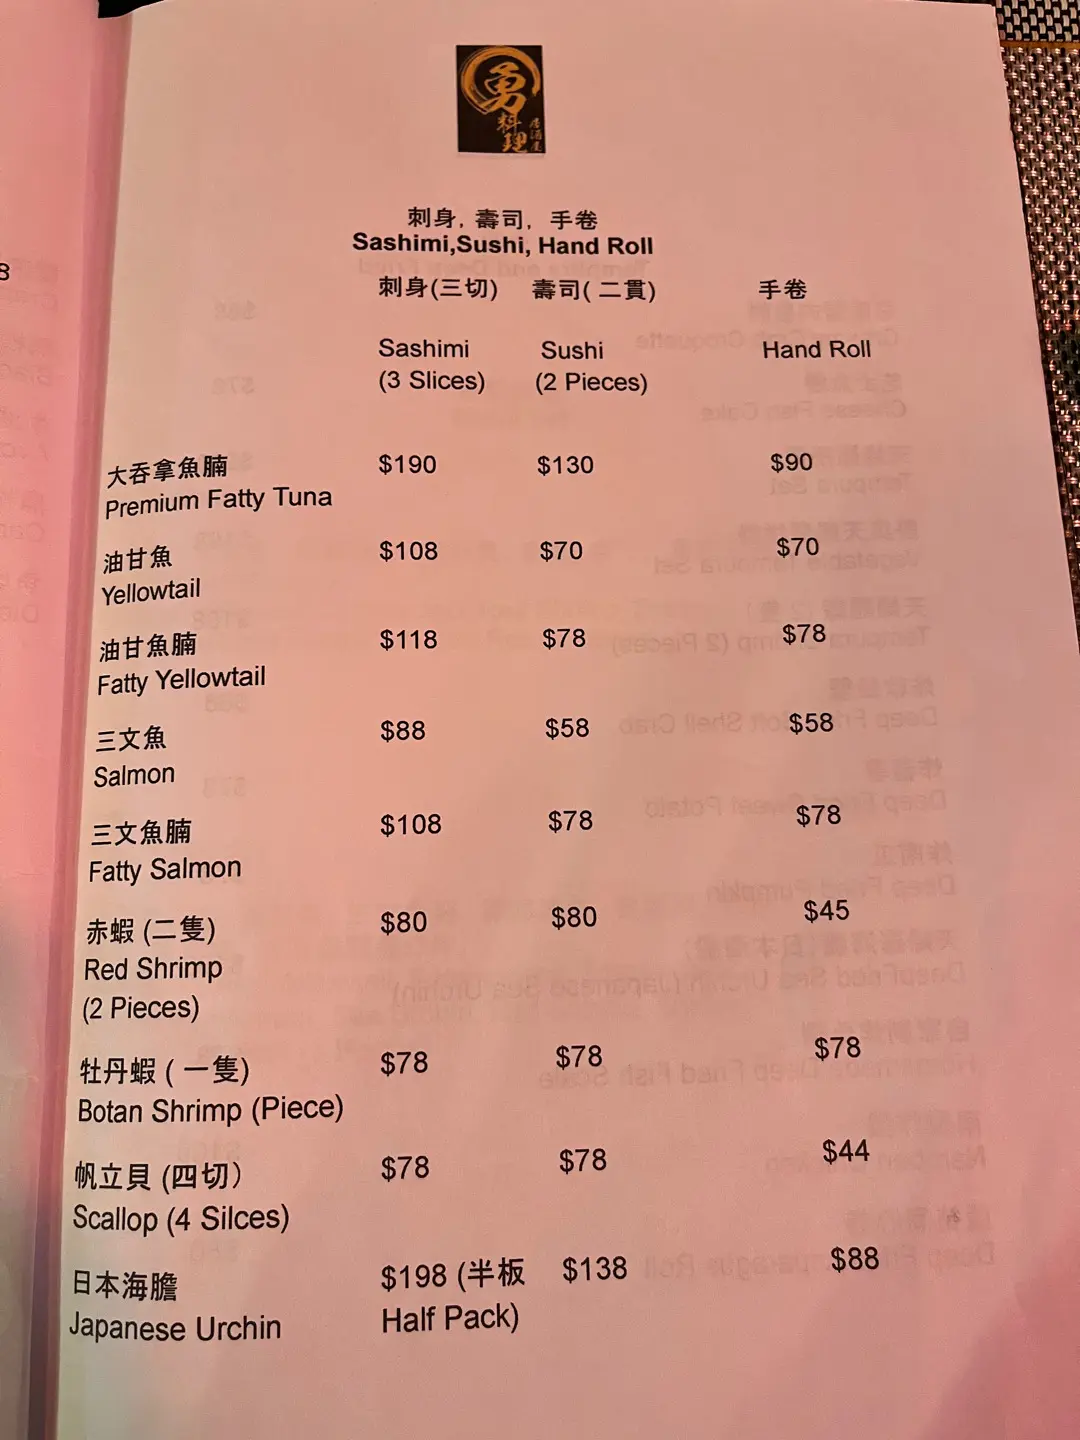 8
勇
料理
居酒屋
刺身, 壽司, 手卷
Sashimi,Sushi, Hand Roll
刺身(三切) 壽司( 二貫) 手卷
Sashimi Sushi Hand Roll
(3 Slices) (2 Pieces)
大吞拿魚腩 $190 $130 $90
Premium Fatty Tuna
油甘魚 $108 $70 $70
Yellowtail
油甘魚腩 $118 $78 $78
Fatty Yellowtail
三文魚 $88 $58 $58
Salmon
三文魚腩 $108 $78 $78
Fatty Salmon
赤蝦 (二隻) $80 $80 $45
Red Shrimp
(2 Pieces)
牡丹蝦 ( 一隻) $78 $78 $78
Botan Shrimp (Piece)
帆立貝 (四切) $78 $78 $44
Scallop (4 Silces)
日本海膽 $198 (半板 $138 $88
Japanese Urchin Half Pack)